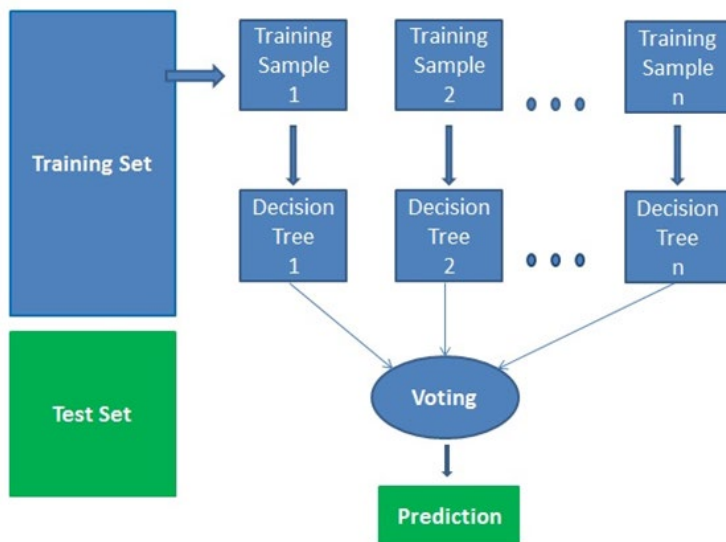 Training Set
Training
Sample
1
Training
Sample
2
Training
Sample
n
Decision
Tree
1
Decision
Tree
2
Decision
Tree
n
Test Set
Voting
Prediction